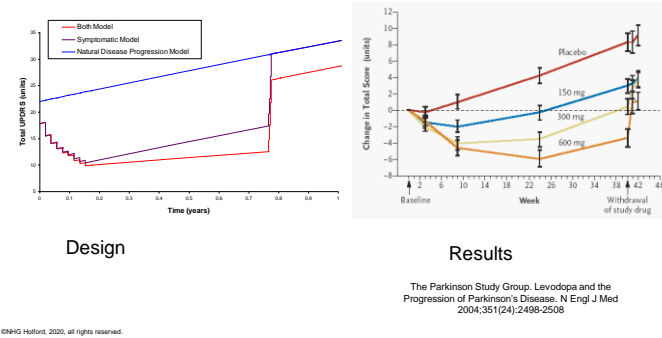 Both Model
Symptomatic Model
Natural Disease Progression Model
Total UPDRS (units)
35
30
25
20
15
10
5
0 0.1 0.2 0.3 0.4 0.5 0.6 0.7 0.8 0.9 1
Time (years)
Design
Change in Total Score (units)
12
10
8
6
4
2
0
−2
−4
−6
−8
Placebo
150 mg
300 mg
600 mg
2 6 10 14 18 22 26 30 34 38 42 46
Baseline
Week
Withdrawal
of study drug
Results
The Parkinson Study Group. Levodopa and the
Progression of Parkinson's Disease. N Engl J Med
2004;351(24):2498-2508
©NHG Holford, 2020, all rights reserved.